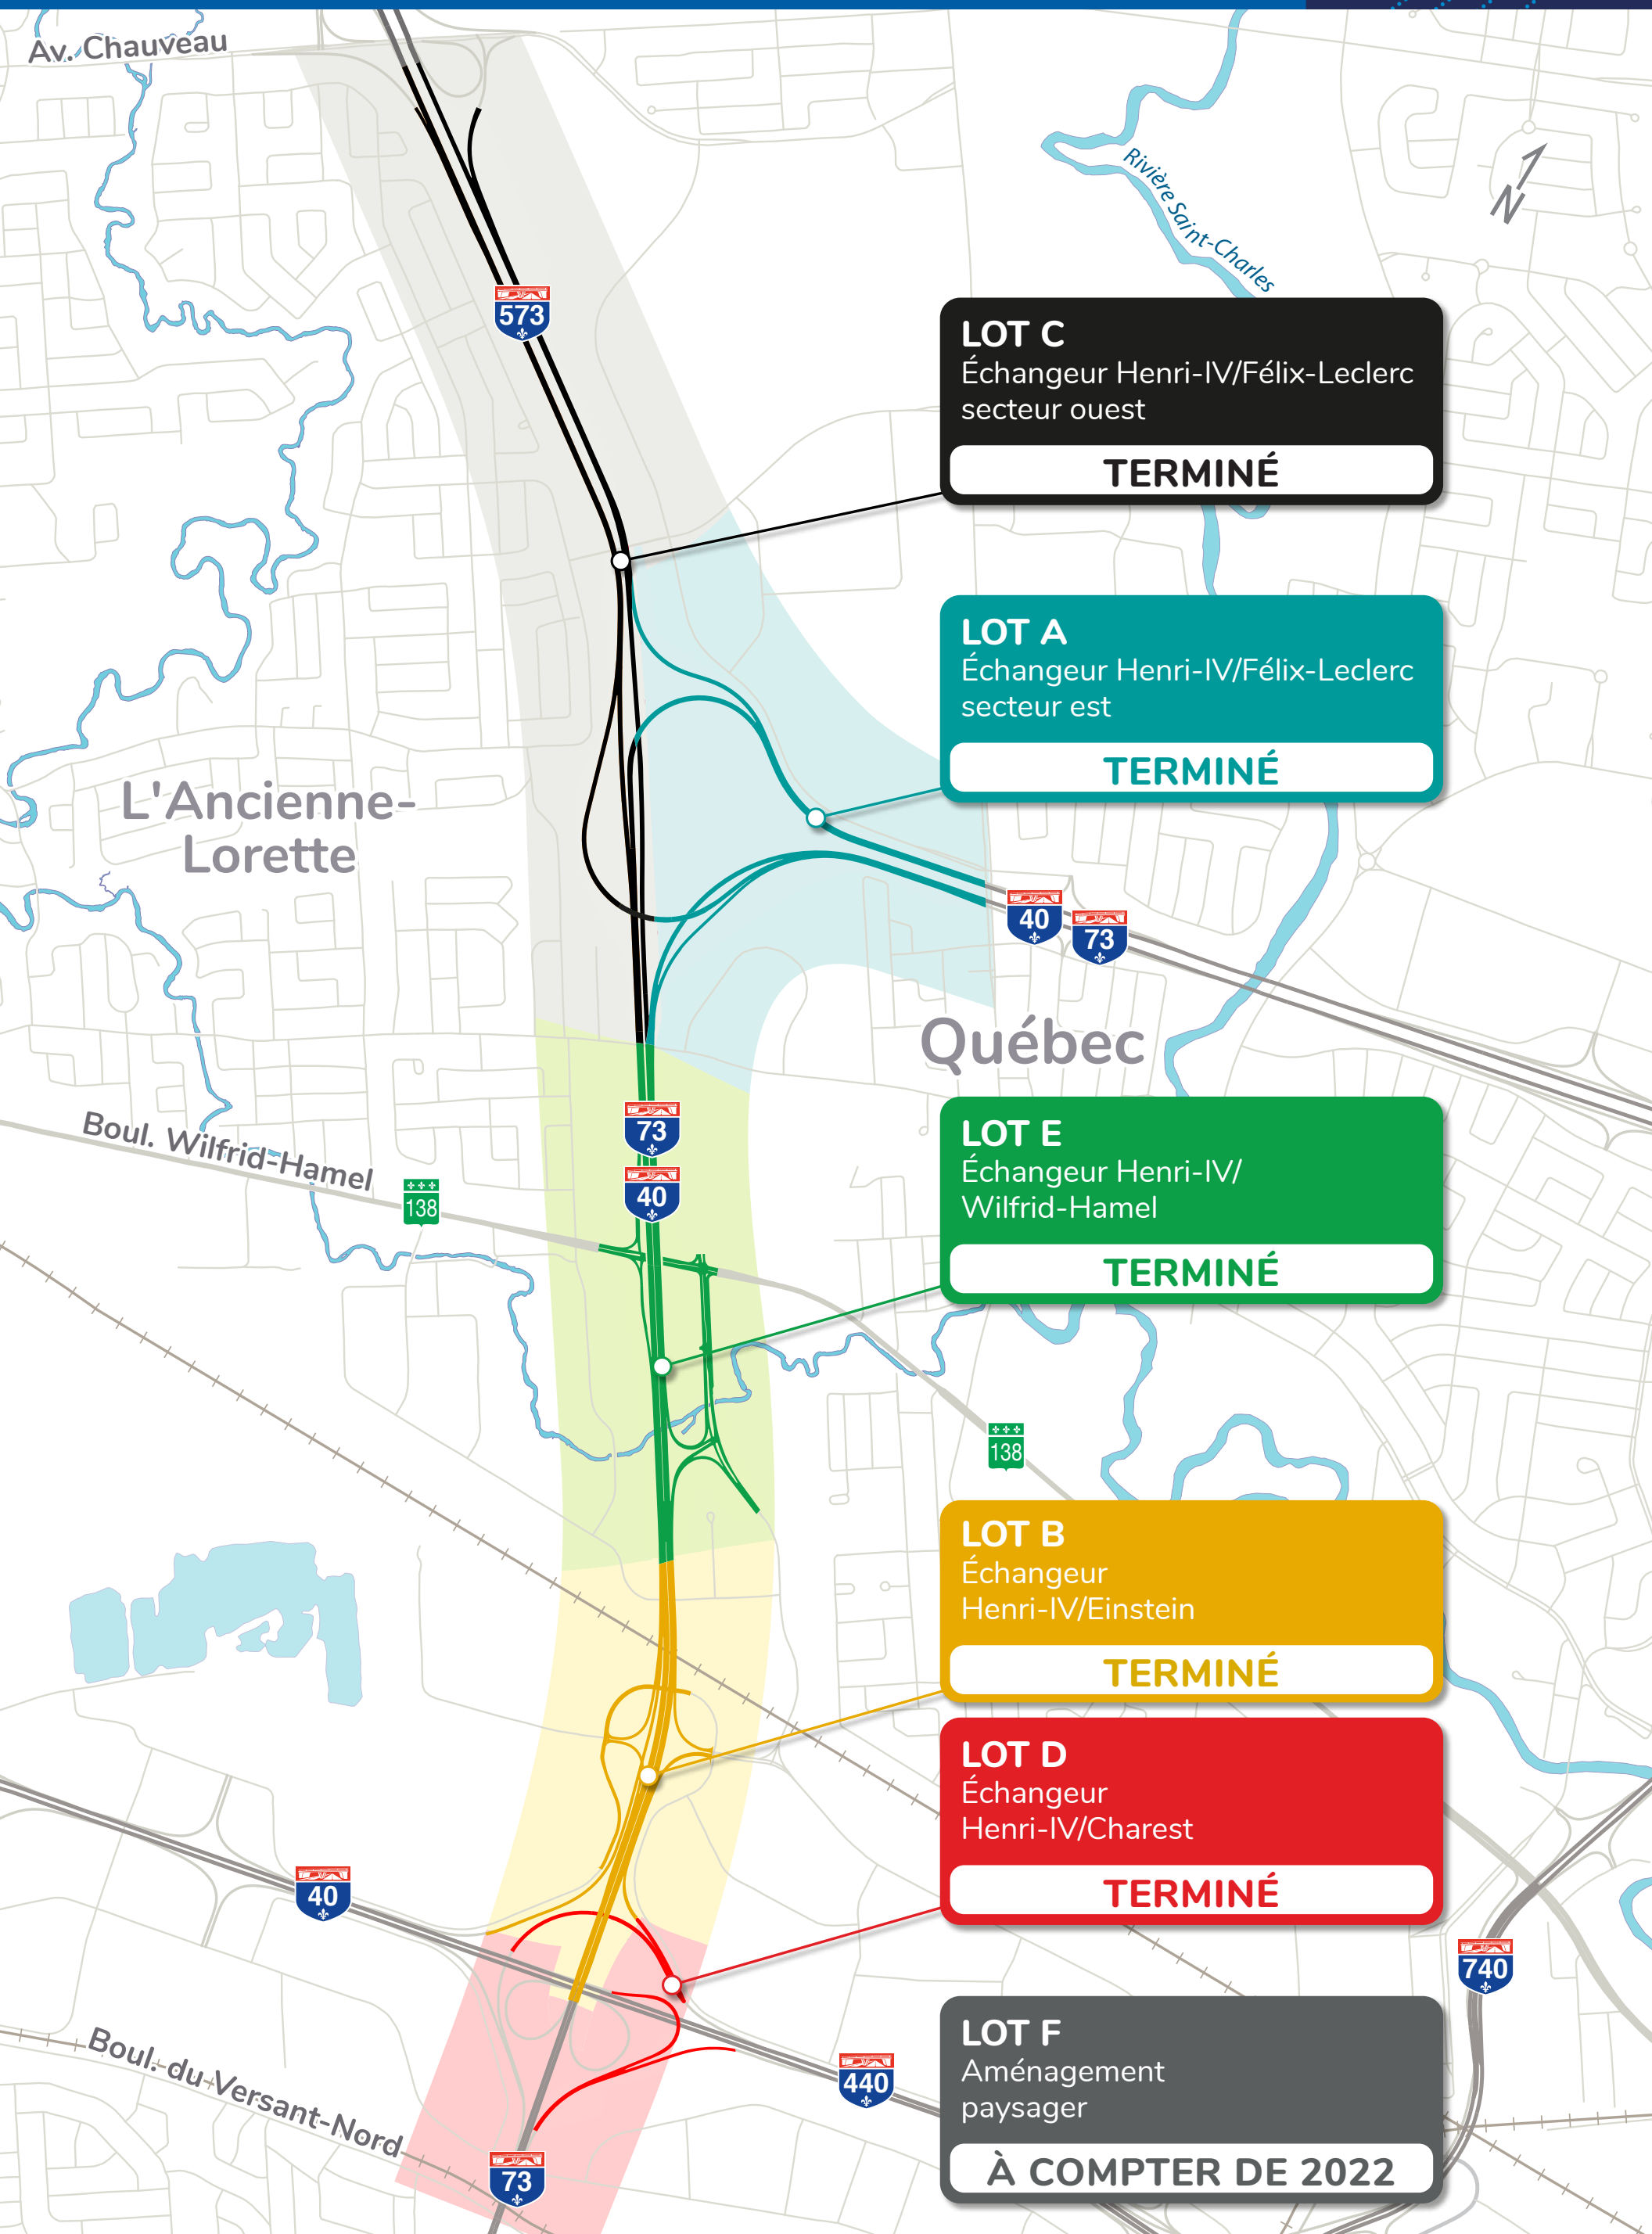 Av. Chauveau
Rivière Saint-Charles
N
573
LOT C
Échangeur Henri-IV/Félix-Leclerc
secteur ouest
TERMINÉ
LOT A
Échangeur Henri-IV/Félix-Leclerc
secteur est
TERMINÉ
L'Ancienne-
Lorette
40
73
Québec
Boul. Wilfrid-Hamel
138
73
40
LOT E
Échangeur Henri-IV/
Wilfrid-Hamel
TERMINÉ
138
LOT B
Échangeur
Henri-IV/Einstein
TERMINÉ
LOT D
Échangeur
Henri-IV/Charest
TERMINÉ
40
740
Boul. du Versant-Nord
440
73
LOT F
Aménagement
paysager
À COMPTER DE 2022